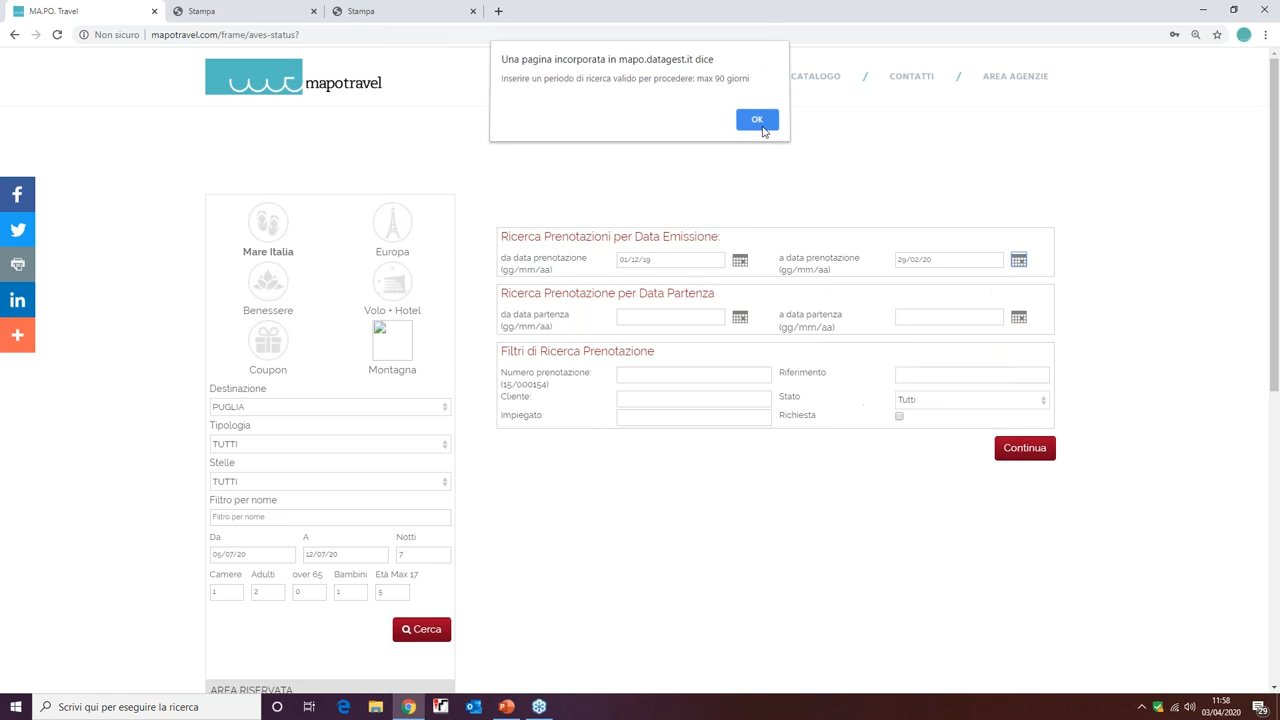 MA.PO. Travel
Stampa
Stampa
Non sicuro
mapotravel.com/frame/aves-status?
mapotravel
CATALOGO
/
CONTATTI
/
AREA AGENZIE
Una pagina incorporata in mapo.datagest.it dice
Inserire un periodo di ricerca valido per procedere: max 90 giorni
OK
Mare Italia
Europa
Benessere
Volo + Hotel
Coupon
Montagna
Destinazione
PUGLIA
Tipologia
TUTTI
Stelle
TUTTI
Filtro per nome
Filtro per nome
Da
A
Notti
05/07/20
12/07/20
7
Camere
Adulti
over 65
Bambini
Età Max 17
1
2
0
1
5
Cerca
AREA RISERVATA
Ricerca Prenotazioni per Data Emissione:
da data prenotazione
(gg/mm/aa)
01/12/19
a data prenotazione
(gg/mm/aa)
29/02/20
Ricerca Prenotazione per Data Partenza
da data partenza
(gg/mm/aa)
a data partenza
(gg/mm/aa)
Filtri di Ricerca Prenotazione
Numero prenotazione:
(15/000154)
Riferimento
Cliente:
Stato
Tutti
Impiegato:
Richiesta
Continua
Scrivi qui per eseguire la ricerca
11:58
03/04/2020
29